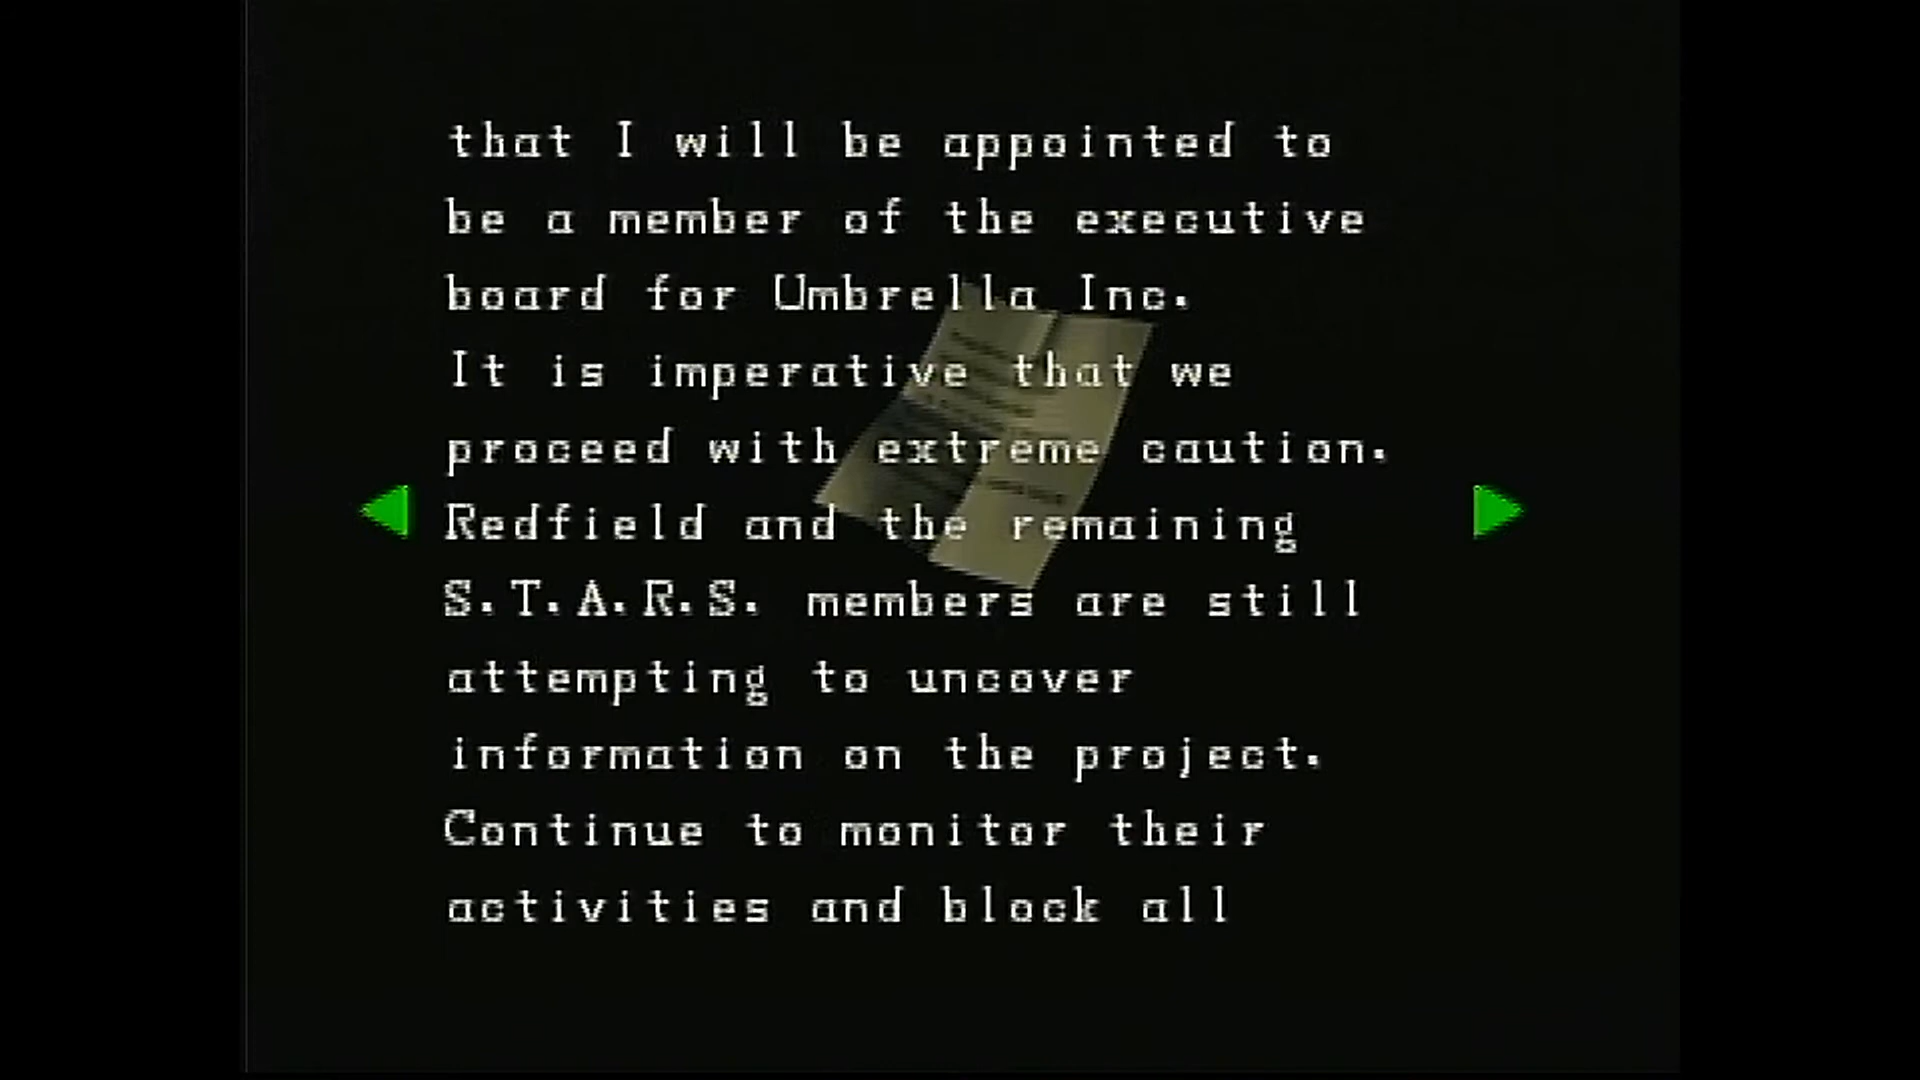 that I will be appointed to
be a member of the executive
board for Umbrella Inc.
It is imperative that we
proceed with extreme caution.
Redfield and the remaining
S.T.A.R.S. members are still
attempting to uncover
information on the project.
Continue to monitor their
activities and block all